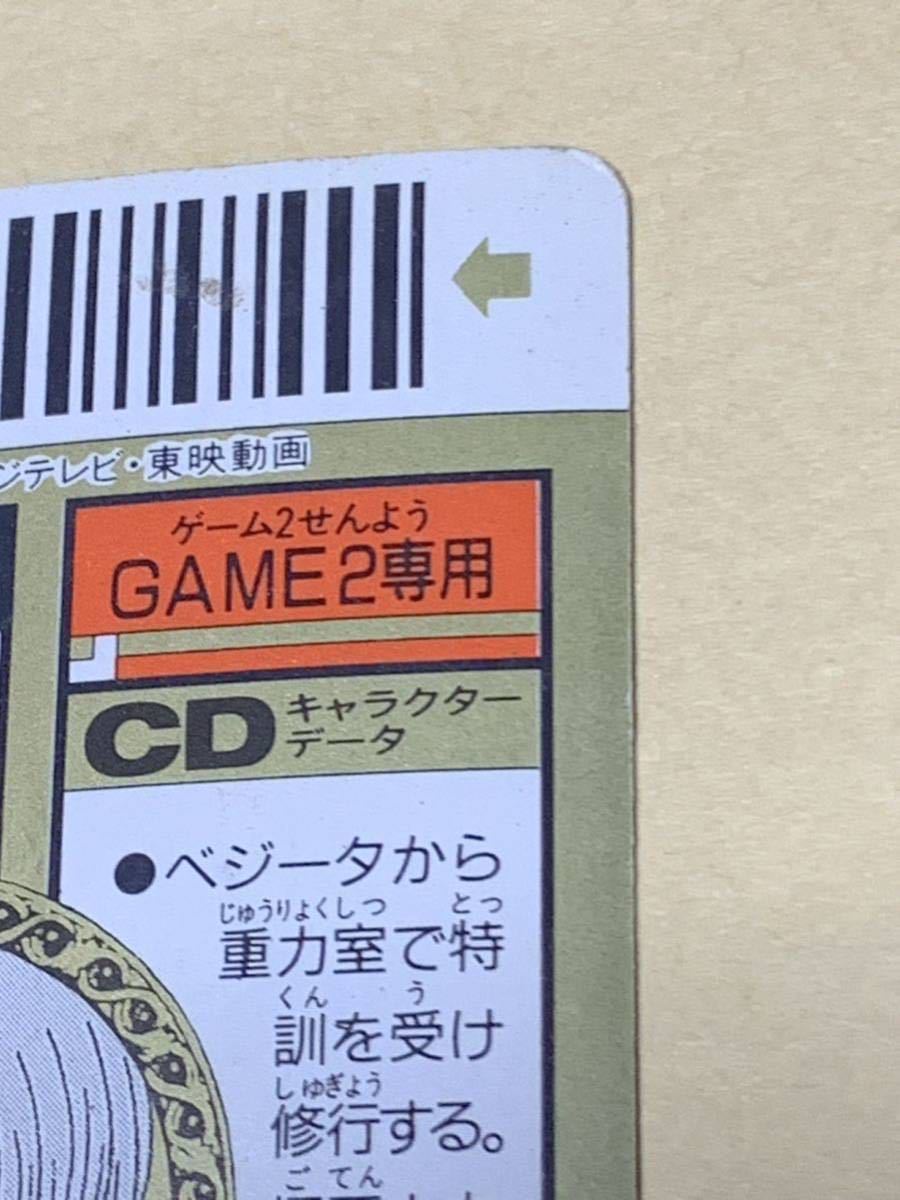 ジテレビ・東映動画
ゲーム2せんよう
GAME2専用
CD キャラクター
データ
●ベジータから
じゅうりょくしつ とっ
重力室で特
くん う
訓を受け
しゅぎょう
修行する。
ごてん